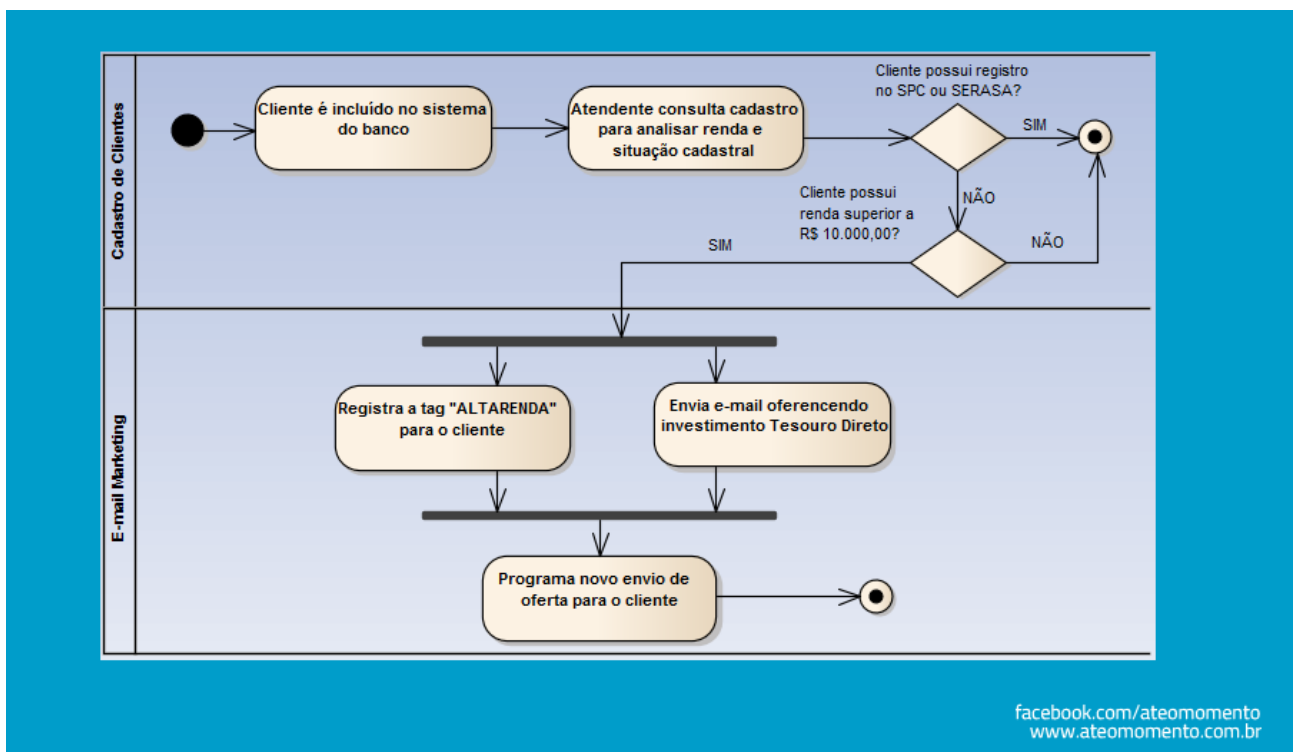 Cadastro de Clientes
Cliente é incluído no sistema
do banco
Atendente consulta cadastro
para analisar renda e
situação cadastral
Cliente possui registro
no SPC ou SERASA?
SIM
NÃO
Cliente possui
renda superior a
R$ 10.000,00?
SIM
NÃO
E-mail Marketing
Registra a tag "ALTARENDA"
para o cliente
Envia e-mail oferencendo
investimento Tesouro Direto
Programa novo envio de
oferta para o cliente
facebook.com/ateomomento
www.ateomomento.com.br